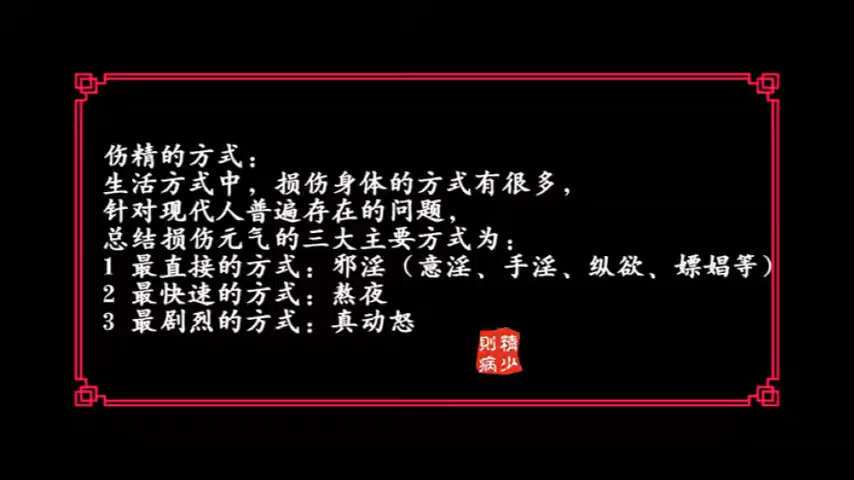 伤精的方式：
生活方式中，损伤身体的方式有很多，
针对现代人普遍存在的问题，
总结损伤元气的三大主要方式为：
1 最直接的方式：邪淫（意淫、手淫、纵欲、嫖娼等）
2 最快速的方式：熬夜
3 最剧烈的方式：真动怒
精少
则病